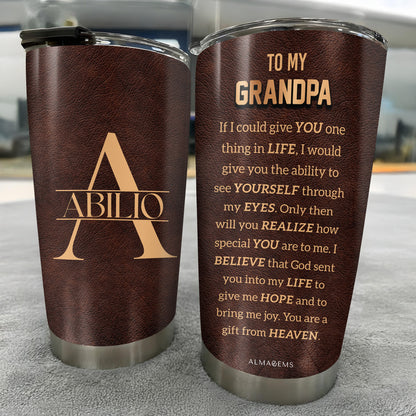 A
ABILIO
TO MY
GRANDPA
If I could give YOU one
thing in LIFE, I would
give you the ability to
see YOURSELF through
my EYES. Only then
will you REALIZE how
special YOU are to me. I
BELIEVE that God sent
you into my LIFE to
give me HOPE and to
bring me joy. You are a
gift from HEAVEN.
ALMAGEMS